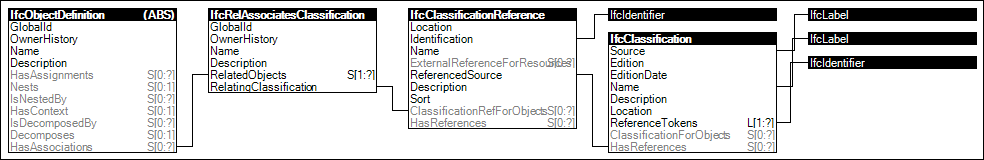 IfcObjectDefinition (ABS)
GlobalId
OwnerHistory
Name
Description
HasAssignments S[0:?]
Nests S[0:1]
IsNestedBy S[0:?]
HasContext S[0:1]
IsDecomposedBy S[0:?]
Decomposes S[0:1]
HasAssociations S[0:?]
IfcRelAssociatesClassification
GlobalId
OwnerHistory
Name
Description
RelatedObjects S[1:?]
RelatingClassification
IfcClassificationReference
Location
Identification
Name
ExternalReferenceForResources S[0:?]
ReferencedSource
Description
Sort
ClassificationRefForObjects S[0:?]
HasReferences S[0:?]
IfcIdentifier
IfcClassification
Source
Edition
EditionDate
Name
Description
Location
ReferenceTokens L[1:?]
ClassificationForObjects S[0:?]
HasReferences S[0:?]
IfcLabel
IfcLabel
IfcIdentifier